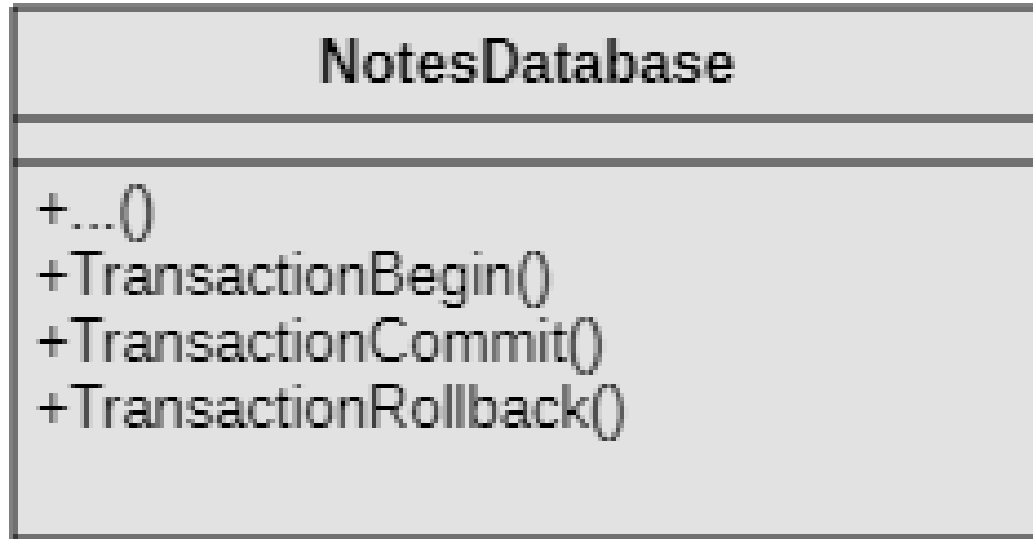 NotesDatabase
+...()
+TransactionBegin()
+TransactionCommit()
+TransactionRollback()